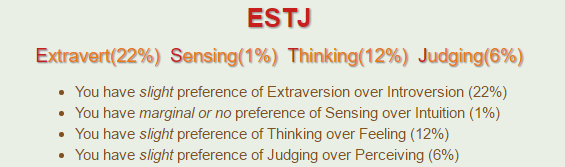 ESTJ
Extravert(22%) Sensing(1%) Thinking(12%) Judging(6%)
You have slight preference of Extraversion over Introversion (22%)
You have marginal or no preference of Sensing over Intuition (1%)
You have slight preference of Thinking over Feeling (12%)
You have slight preference of Judging over Perceiving (6%)